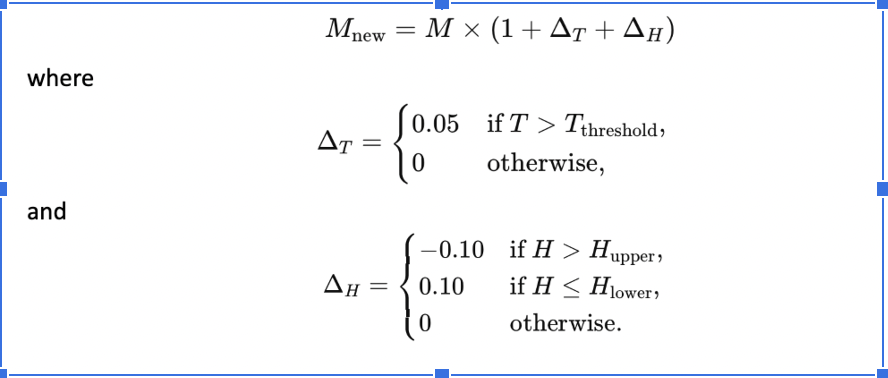 M_new = M × (1 + Δ_T + Δ_H)
where
Δ_T = { 0.05 if T > T_threshold,
0 otherwise,
and
Δ_H = { −0.10 if H > H_upper,
0.10 if H ≤ H_lower,
0 otherwise.